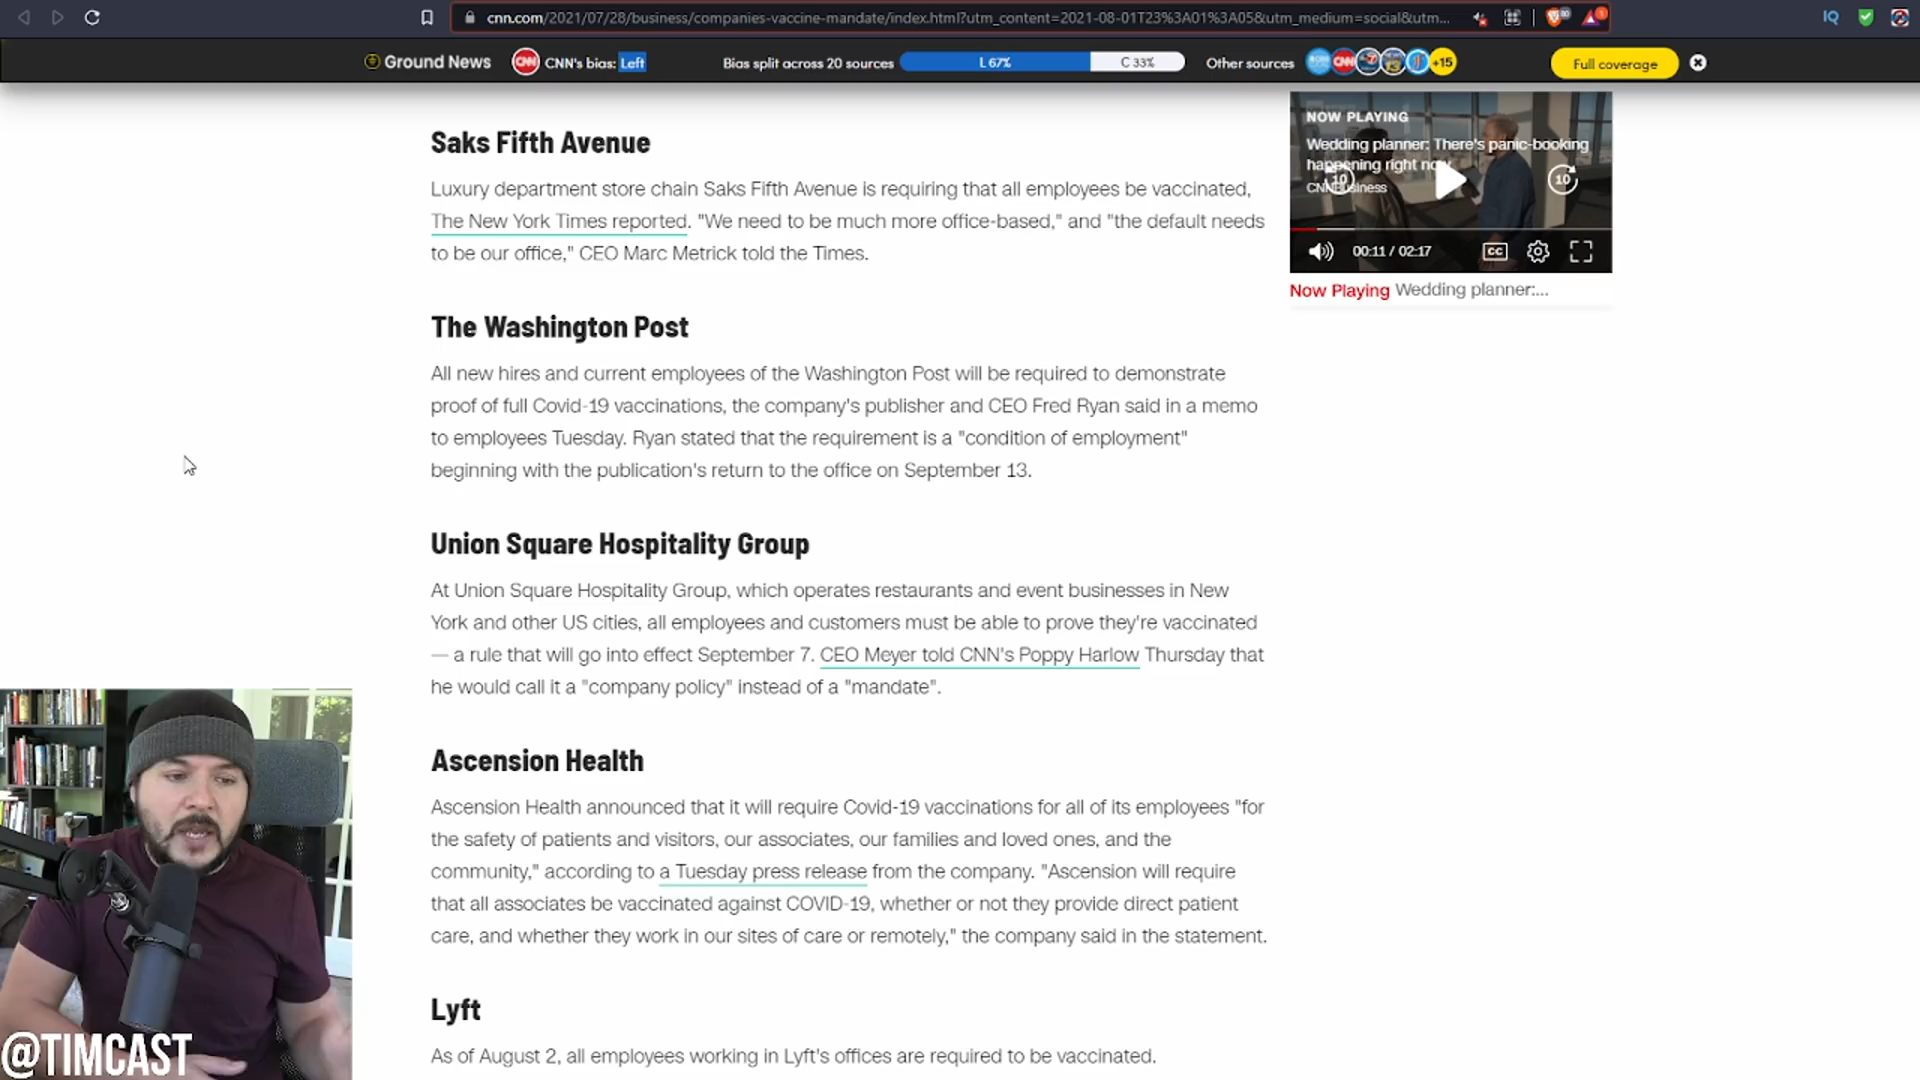 cnn.com/2021/07/28/business/companies-vaccine-mandate/index.html?utm_content=2021-08-01T23%3A01%3A05&utm_medium=social&utm...
IQ
Ground News
CNN
CNN's bias: Left
Bias split across 20 sources
L 67%
C 33%
Other sources
+15
Full coverage
Saks Fifth Avenue
Luxury department store chain Saks Fifth Avenue is requiring that all employees be vaccinated,
The New York Times reported. "We need to be much more office-based," and "the default needs
to be our office," CEO Marc Metrick told the Times.
NOW PLAYING
Wedding planner: There's panic-booking
happening right now
CNNBusiness
10
10
00:11 / 02:17
CC
Now Playing Wedding planner:...
The Washington Post
All new hires and current employees of the Washington Post will be required to demonstrate
proof of full Covid-19 vaccinations, the company's publisher and CEO Fred Ryan said in a memo
to employees Tuesday. Ryan stated that the requirement is a "condition of employment"
beginning with the publication's return to the office on September 13.
Union Square Hospitality Group
At Union Square Hospitality Group, which operates restaurants and event businesses in New
York and other US cities, all employees and customers must be able to prove they're vaccinated
— a rule that will go into effect September 7. CEO Meyer told CNN's Poppy Harlow Thursday that
he would call it a "company policy" instead of a "mandate".
Ascension Health
Ascension Health announced that it will require Covid-19 vaccinations for all of its employees "for
the safety of patients and visitors, our associates, our families and loved ones, and the
community," according to a Tuesday press release from the company. "Ascension will require
that all associates be vaccinated against COVID-19, whether or not they provide direct patient
care, and whether they work in our sites of care or remotely," the company said in the statement.
Lyft
As of August 2, all employees working in Lyft's offices are required to be vaccinated.
@TIMCAST